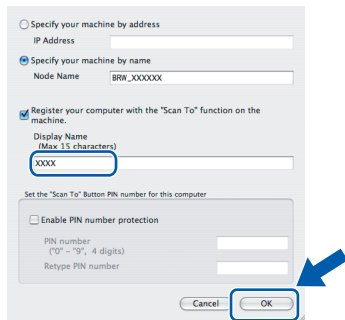 Specify your machine by address
IP Address
Specify your machine by name
Node Name BRW_XXXXXX
Register your computer with the "Scan To" function on the
machine.
Display Name
(Max 15 characters)
XXXX
Set the "Scan To" Button PIN number for this computer
Enable PIN number protection
PIN number
("0" – "9", 4 digits)
Retype PIN number
Cancel OK